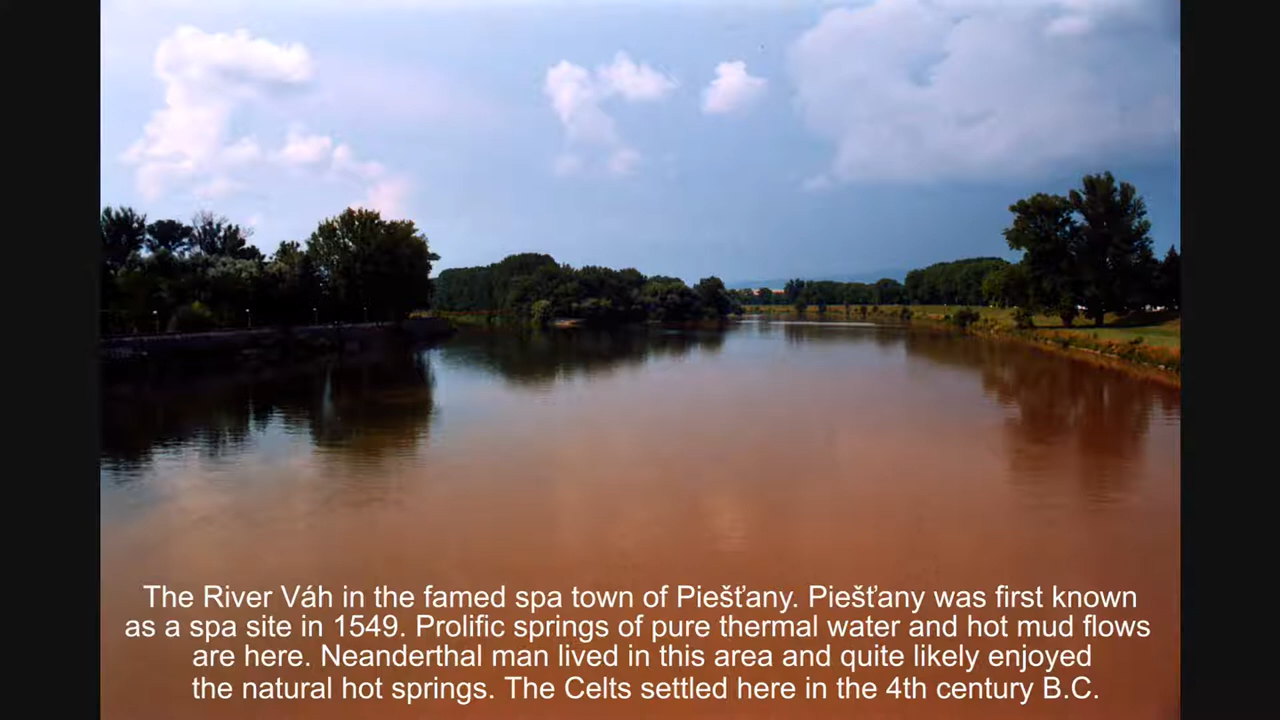 The River Váh in the famed spa town of Piešťany. Piešťany was first known
as a spa site in 1549. Prolific springs of pure thermal water and hot mud flows
are here. Neanderthal man lived in this area and quite likely enjoyed
the natural hot springs. The Celts settled here in the 4th century B.C.